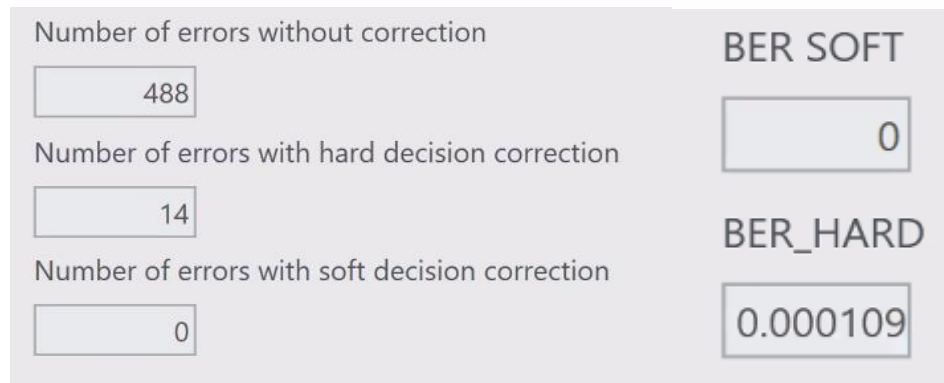 Number of errors without correction
488
Number of errors with hard decision correction
14
Number of errors with soft decision correction
0
BER SOFT
0
BER_HARD
0.000109